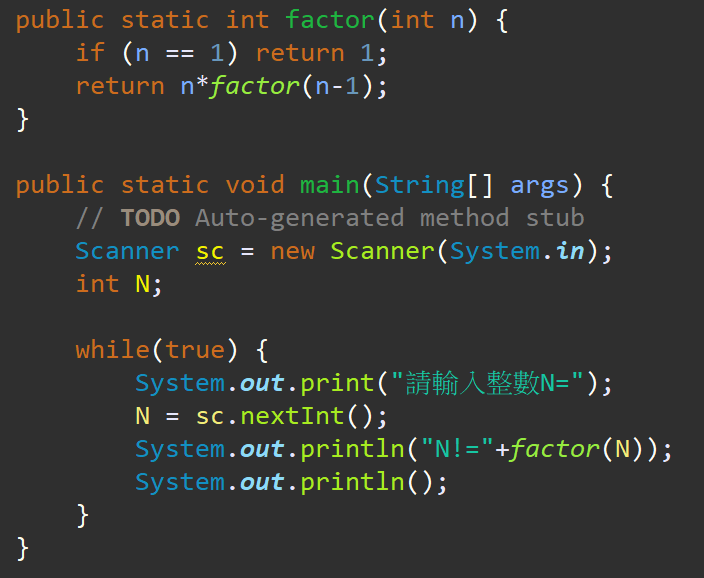 public static int factor(int n) {
    if (n == 1) return 1;
    return n*factor(n-1);
}

public static void main(String[] args) {
    // TODO Auto-generated method stub
    Scanner sc = new Scanner(System.in);
    int N;

    while(true) {
        System.out.print("請輸入整數N=");
        N = sc.nextInt();
        System.out.println("N!="+factor(N));
        System.out.println();
    }
}